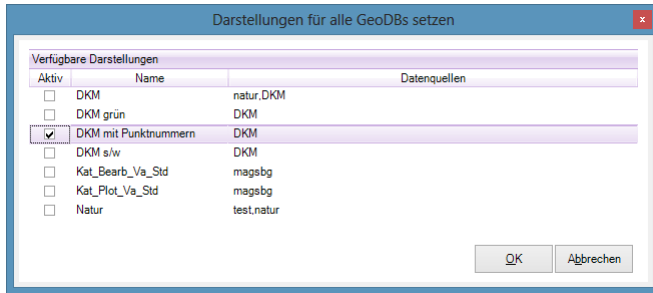 Darstellungen für alle GeoDBs setzen
x
Verfügbare Darstellungen
Aktiv Name Datenquellen
DKM natur,DKM
DKM grün DKM
DKM mit Punktnummern DKM
DKM s/w DKM
Kat_Bearb_Va_Std magsbg
Kat_Plot_Va_Std magsbg
Natur test,natur
OK Abbrechen